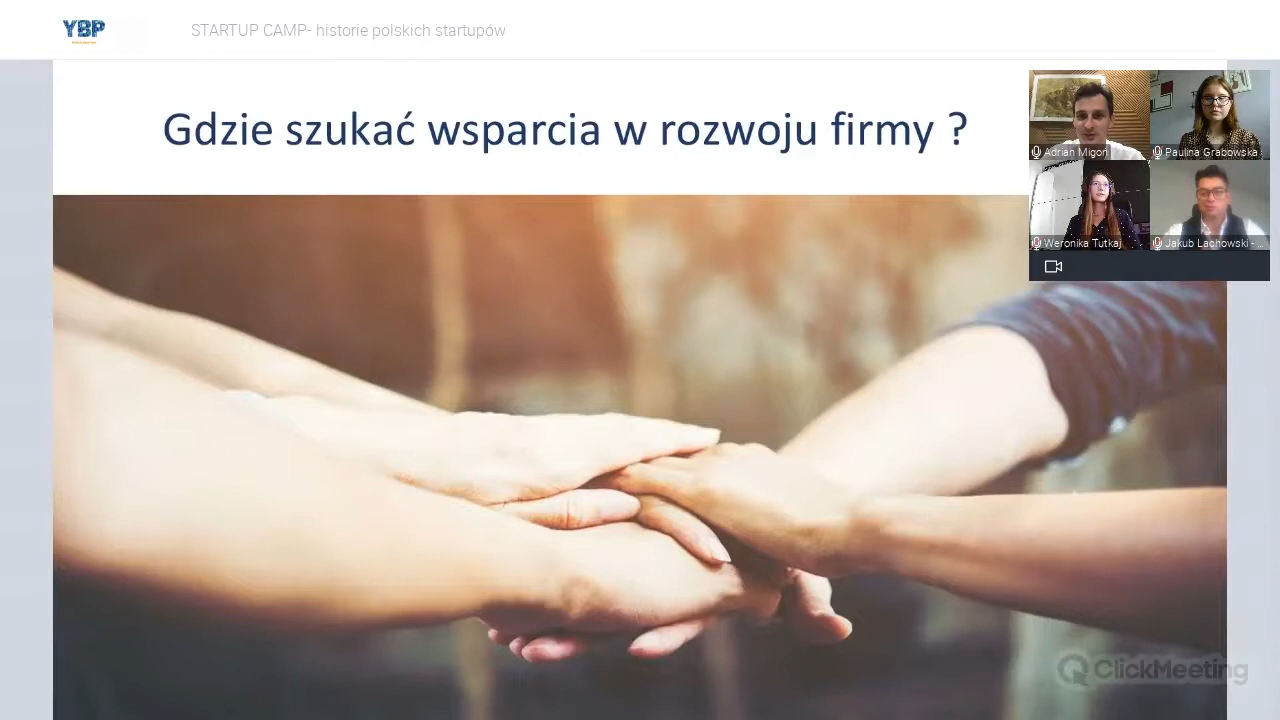 YBP
STARTUP CAMP- historie polskich startupów
Gdzie szukać wsparcia w rozwoju firmy ?
Adrian Migoń
Paulina Grabowska
Weronika Tutkaj
Jakub Lachowski - ...
ClickMeeting